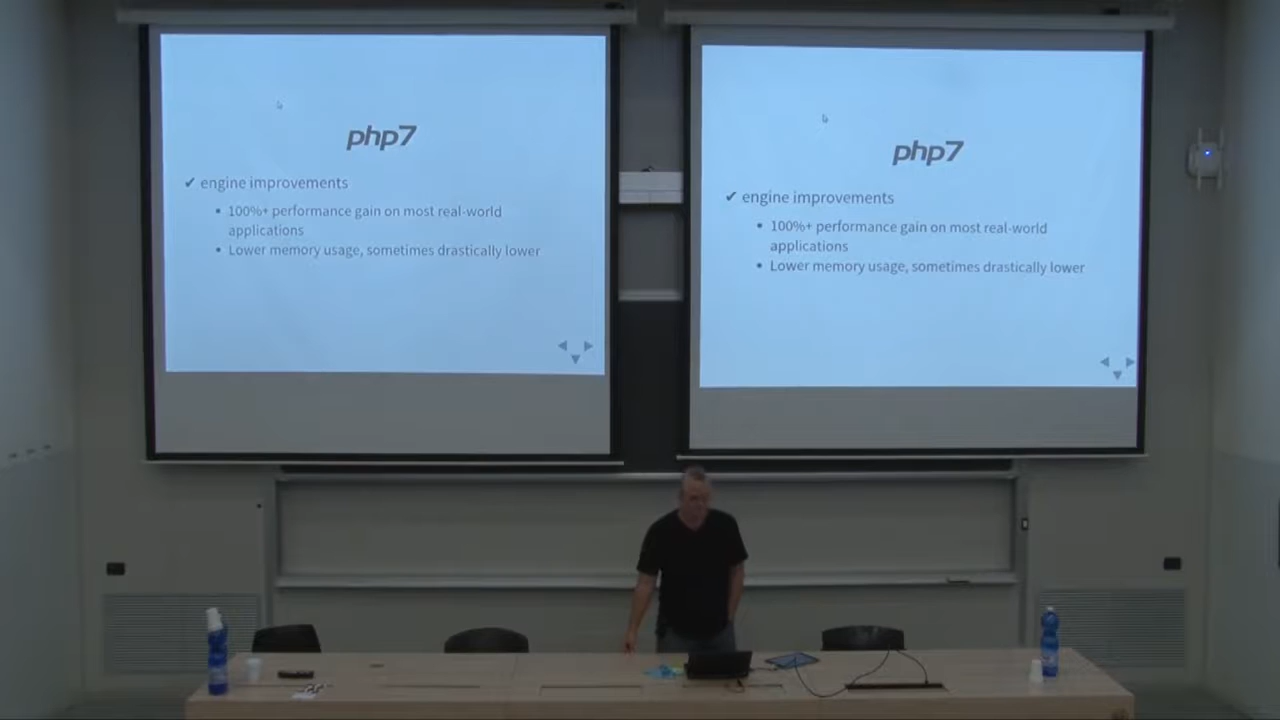 php7
✔ engine improvements
• 100%+ performance gain on most real-world
applications
• Lower memory usage, sometimes drastically lower
php7
✔ engine improvements
• 100%+ performance gain on most real-world
applications
• Lower memory usage, sometimes drastically lower